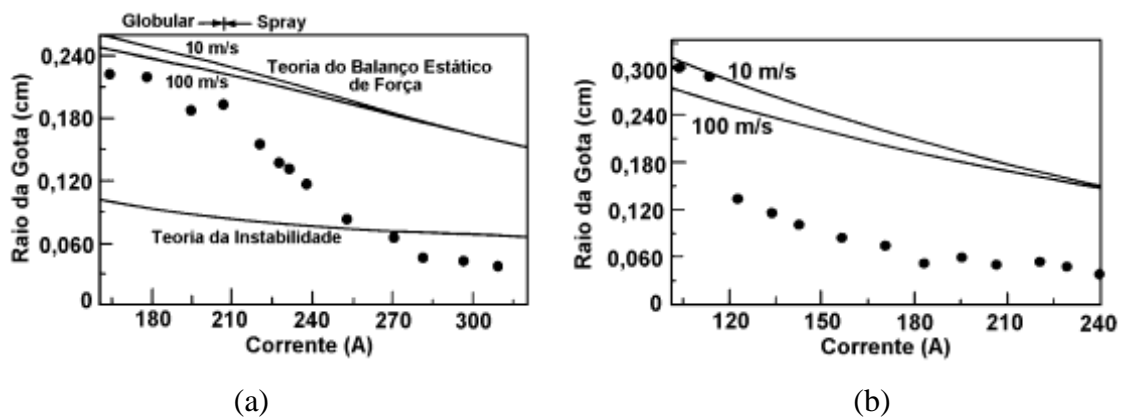 Globular Spray
10 m/s
Teoria do Balanço Estático
de Força
100 m/s
Teoria da Instabilidade
0,240
0,180
0,120
0,060
0
Raio da Gota (cm)
180 210 240 270 300
Corrente (A)
(a)
10 m/s
100 m/s
0,300
0,240
0,180
0,120
0,060
0
Raio da Gota (cm)
120 150 180 210 240
Corrente (A)
(b)